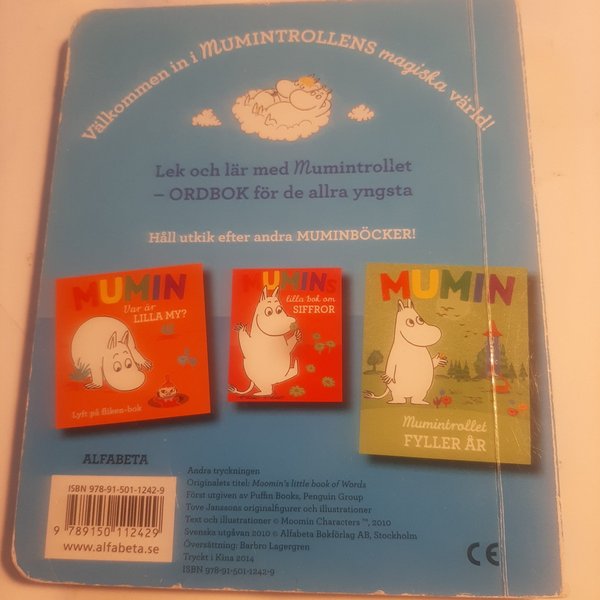 Välkommen in i MUMINTROLLENS magiska värld!
Lek och lär med Mumintrollet
– ORDBOK för de allra yngsta
Håll utkik efter andra MUMINBÖCKER!
MUMIN
Var är
LILLA MY?
Lyft på fliken-bok
MUMINS
lilla bok om
SIFFROR
MUMIN
Mumintrollet
FYLLER ÅR
ALFABETA
ISBN 978-91-501-1242-9
9 789150 112429
www.alfabeta.se
Andra tryckningen
Originalets titel: Moomin's little book of Words
Först utgiven av Puffin Books, Penguin Group
Tove Janssons originalfigurer och illustrationer
Text och illustrationer © Moomin Characters ™, 2010
Svenska utgåvan 2010 © Alfabeta Bokförlag AB, Stockholm
Översättning: Barbro Lagergren
Tryckt i Kina 2014
ISBN 978-91-501-1242-9
CE